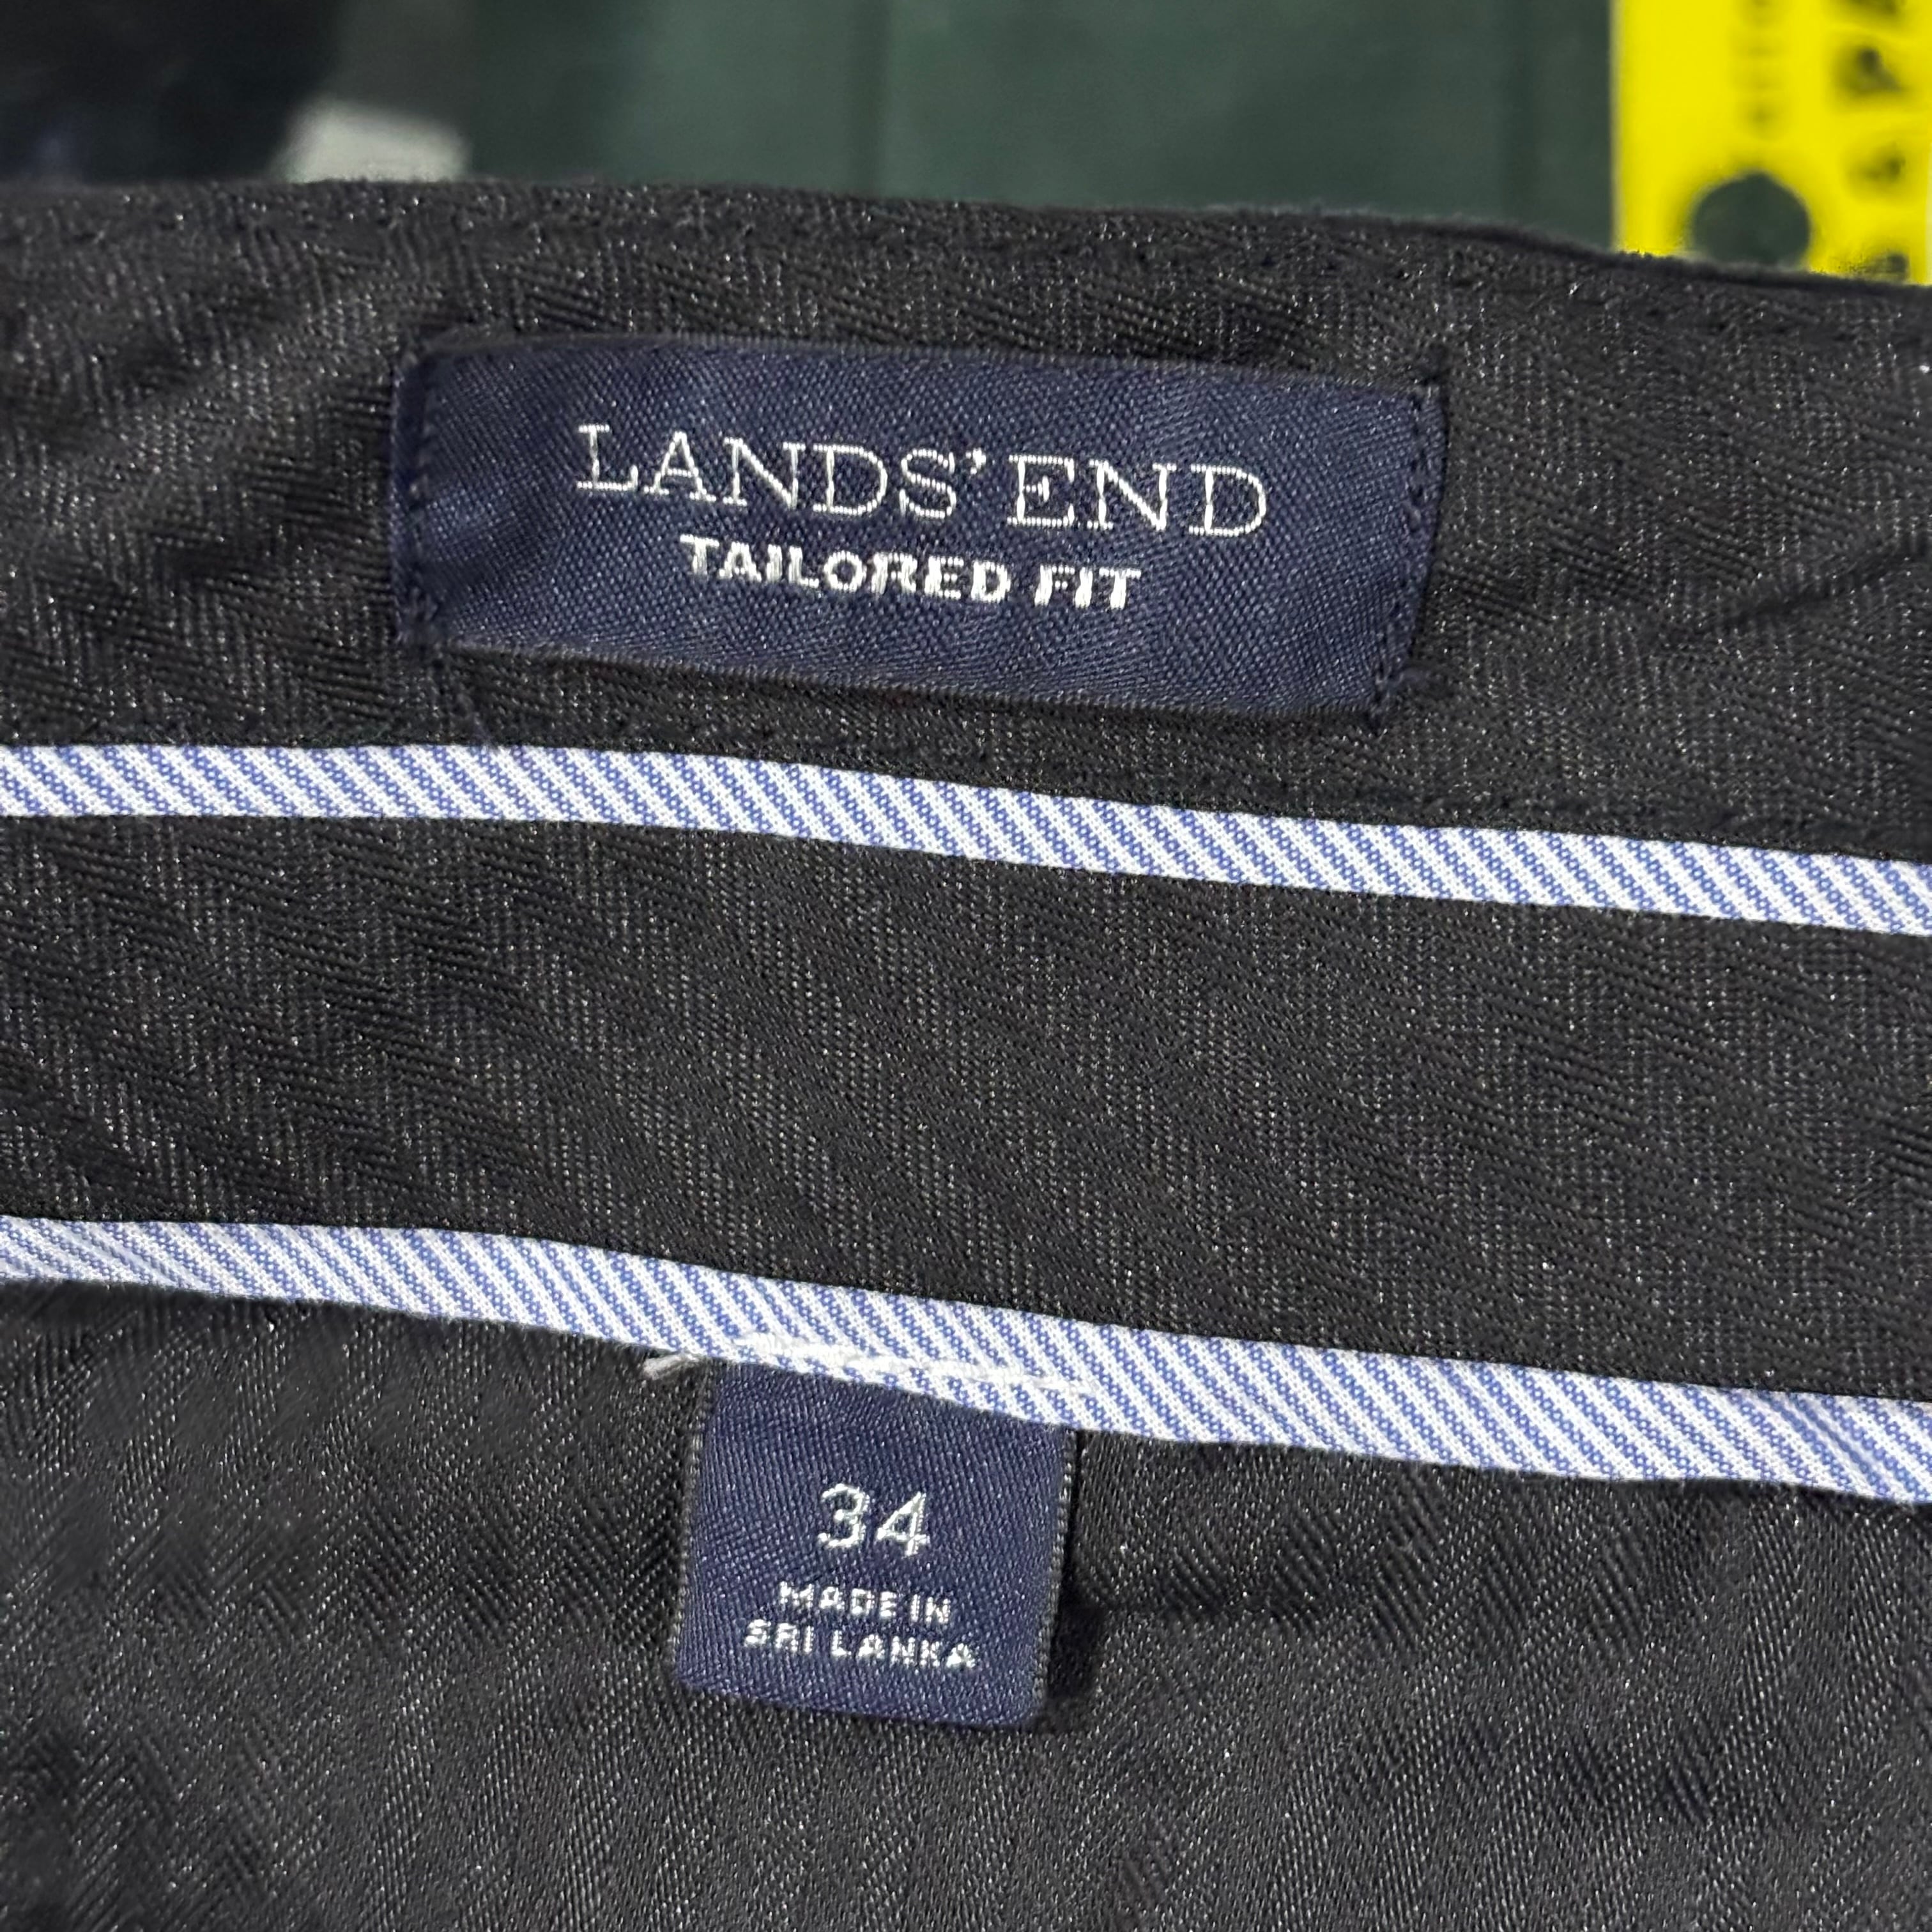 LANDS' END
TAILORED FIT
34
MADE IN
SRI LANKA